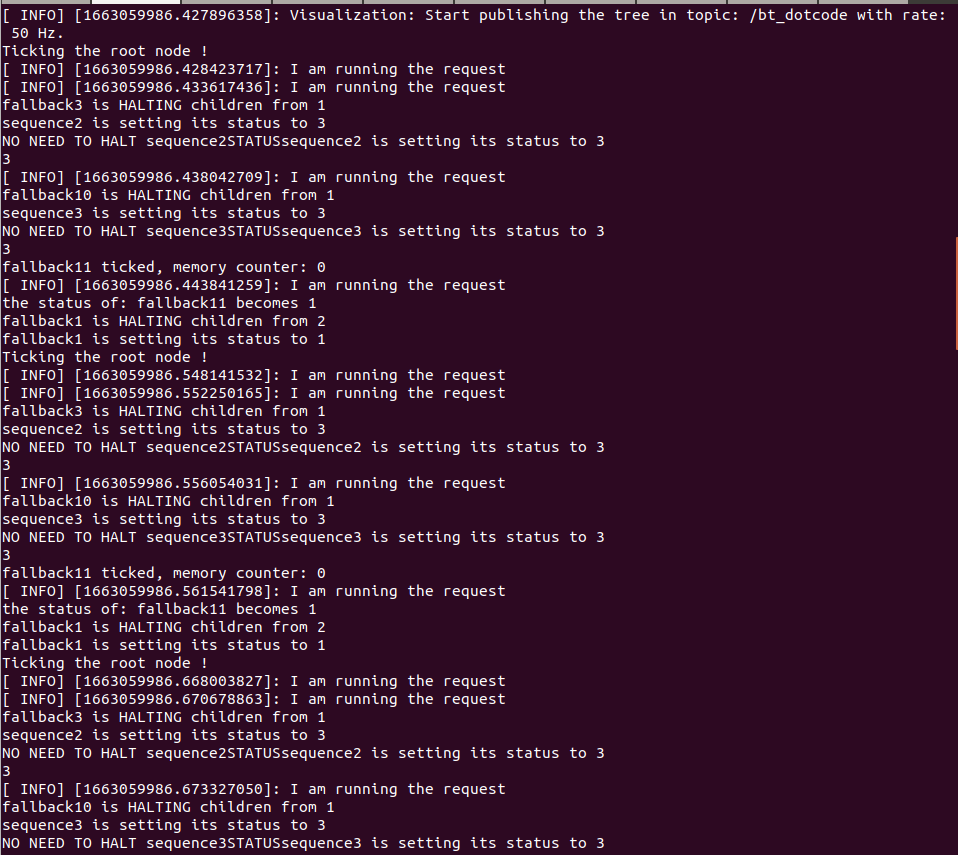 [ INFO] [1663059986.427896358]: Visualization: Start publishing the tree in topic: /bt_dotcode with rate:
 50 Hz.
Ticking the root node !
[ INFO] [1663059986.428423717]: I am running the request
[ INFO] [1663059986.433617436]: I am running the request
fallback3 is HALTING children from 1
sequence2 is setting its status to 3
NO NEED TO HALT sequence2STATUSsequence2 is setting its status to 3
3
[ INFO] [1663059986.438042709]: I am running the request
fallback10 is HALTING children from 1
sequence3 is setting its status to 3
NO NEED TO HALT sequence3STATUSsequence3 is setting its status to 3
3
fallback11 ticked, memory counter: 0
[ INFO] [1663059986.443841259]: I am running the request
the status of: fallback11 becomes 1
fallback1 is HALTING children from 2
fallback1 is setting its status to 1
Ticking the root node !
[ INFO] [1663059986.548141532]: I am running the request
[ INFO] [1663059986.552250165]: I am running the request
fallback3 is HALTING children from 1
sequence2 is setting its status to 3
NO NEED TO HALT sequence2STATUSsequence2 is setting its status to 3
3
[ INFO] [1663059986.556054031]: I am running the request
fallback10 is HALTING children from 1
sequence3 is setting its status to 3
NO NEED TO HALT sequence3STATUSsequence3 is setting its status to 3
3
fallback11 ticked, memory counter: 0
[ INFO] [1663059986.561541798]: I am running the request
the status of: fallback11 becomes 1
fallback1 is HALTING children from 2
fallback1 is setting its status to 1
Ticking the root node !
[ INFO] [1663059986.668003827]: I am running the request
[ INFO] [1663059986.670678863]: I am running the request
fallback3 is HALTING children from 1
sequence2 is setting its status to 3
NO NEED TO HALT sequence2STATUSsequence2 is setting its status to 3
3
[ INFO] [1663059986.673327050]: I am running the request
fallback10 is HALTING children from 1
sequence3 is setting its status to 3
NO NEED TO HALT sequence3STATUSsequence3 is setting its status to 3